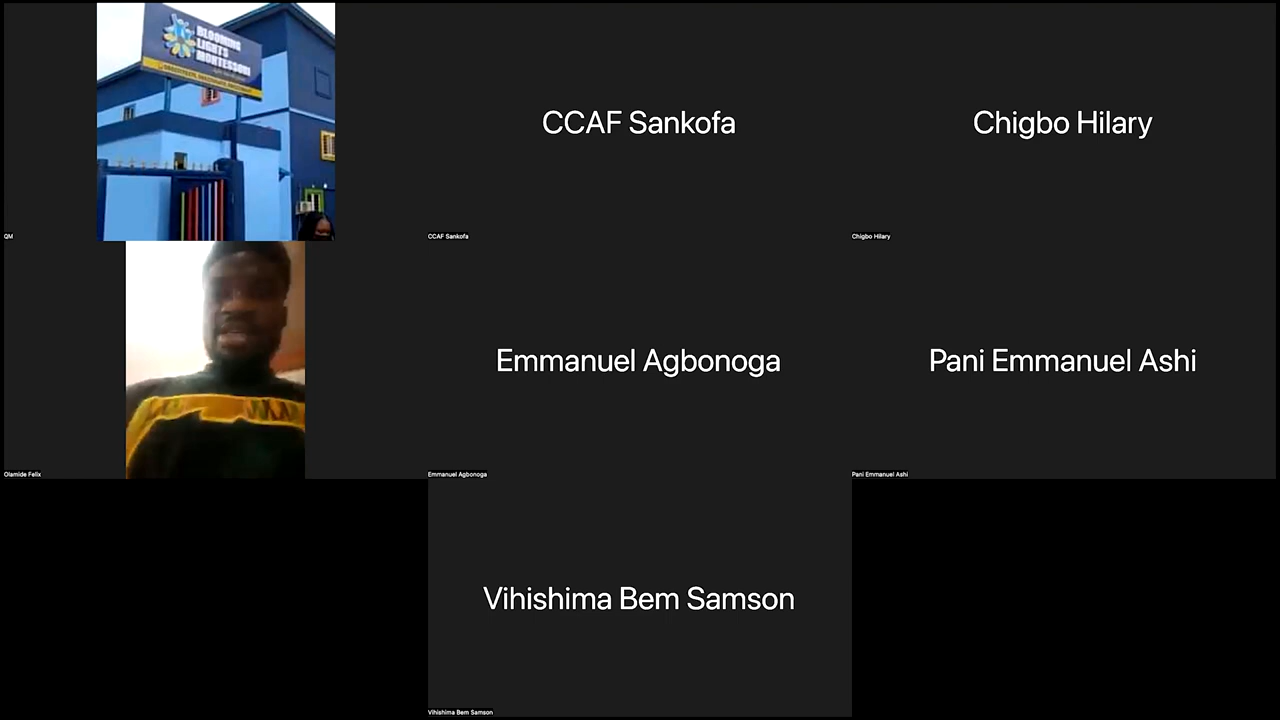 BLOOMING
LIGHTS
MONTESSORI
QM
CCAF Sankofa
CCAF Sankofa
Chigbo Hilary
Chigbo Hilary
Olamide Felix
Emmanuel Agbonoga
Emmanuel Agbonoga
Pani Emmanuel Ashi
Pani Emmanuel Ashi
Vihishima Bem Samson
Vihishima Bem Samson